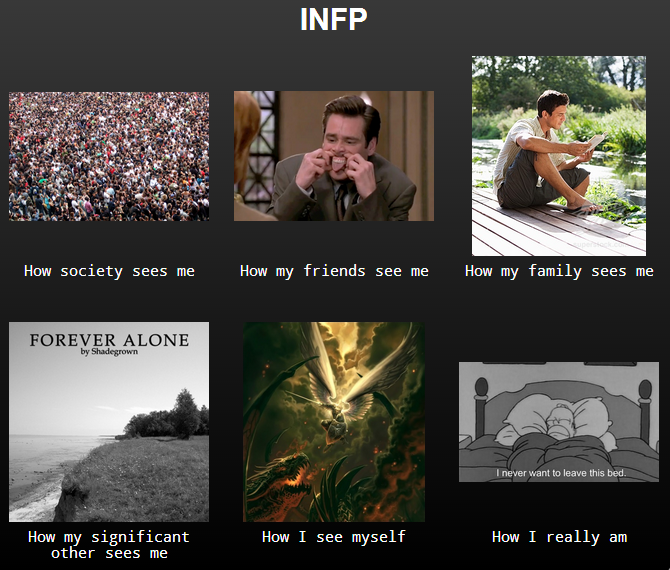 INFP
How society sees me
How my friends see me
How my family sees me
FOREVER ALONE
by Shadegrown
How my significant
other sees me
How I see myself
I never want to leave this bed.
How I really am